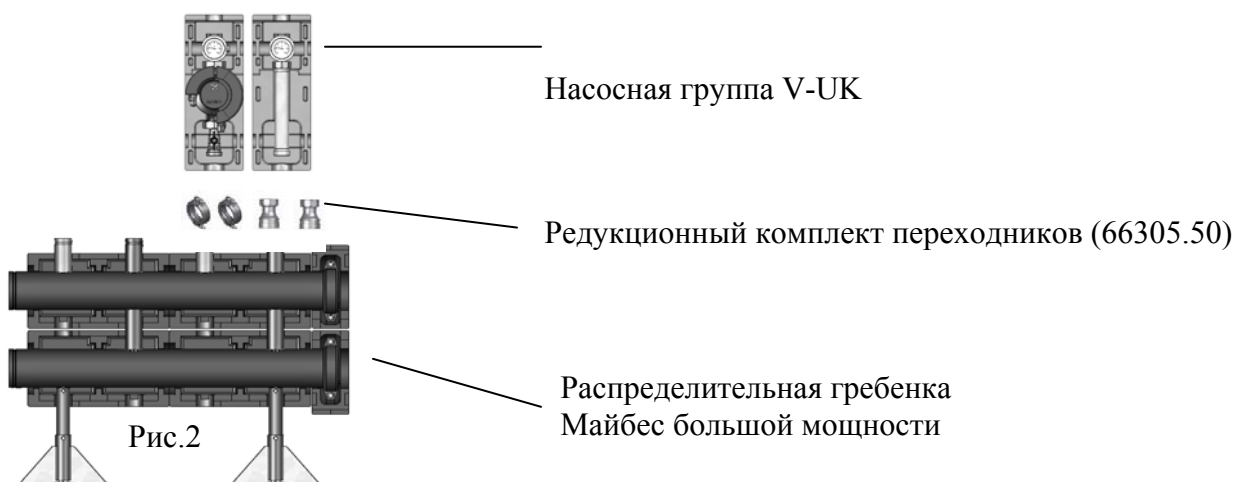 Насосная группа V-UK
Редукционный комплект переходников (66305.50)
Распределительная гребенка
Майбес большой мощности
Рис.2